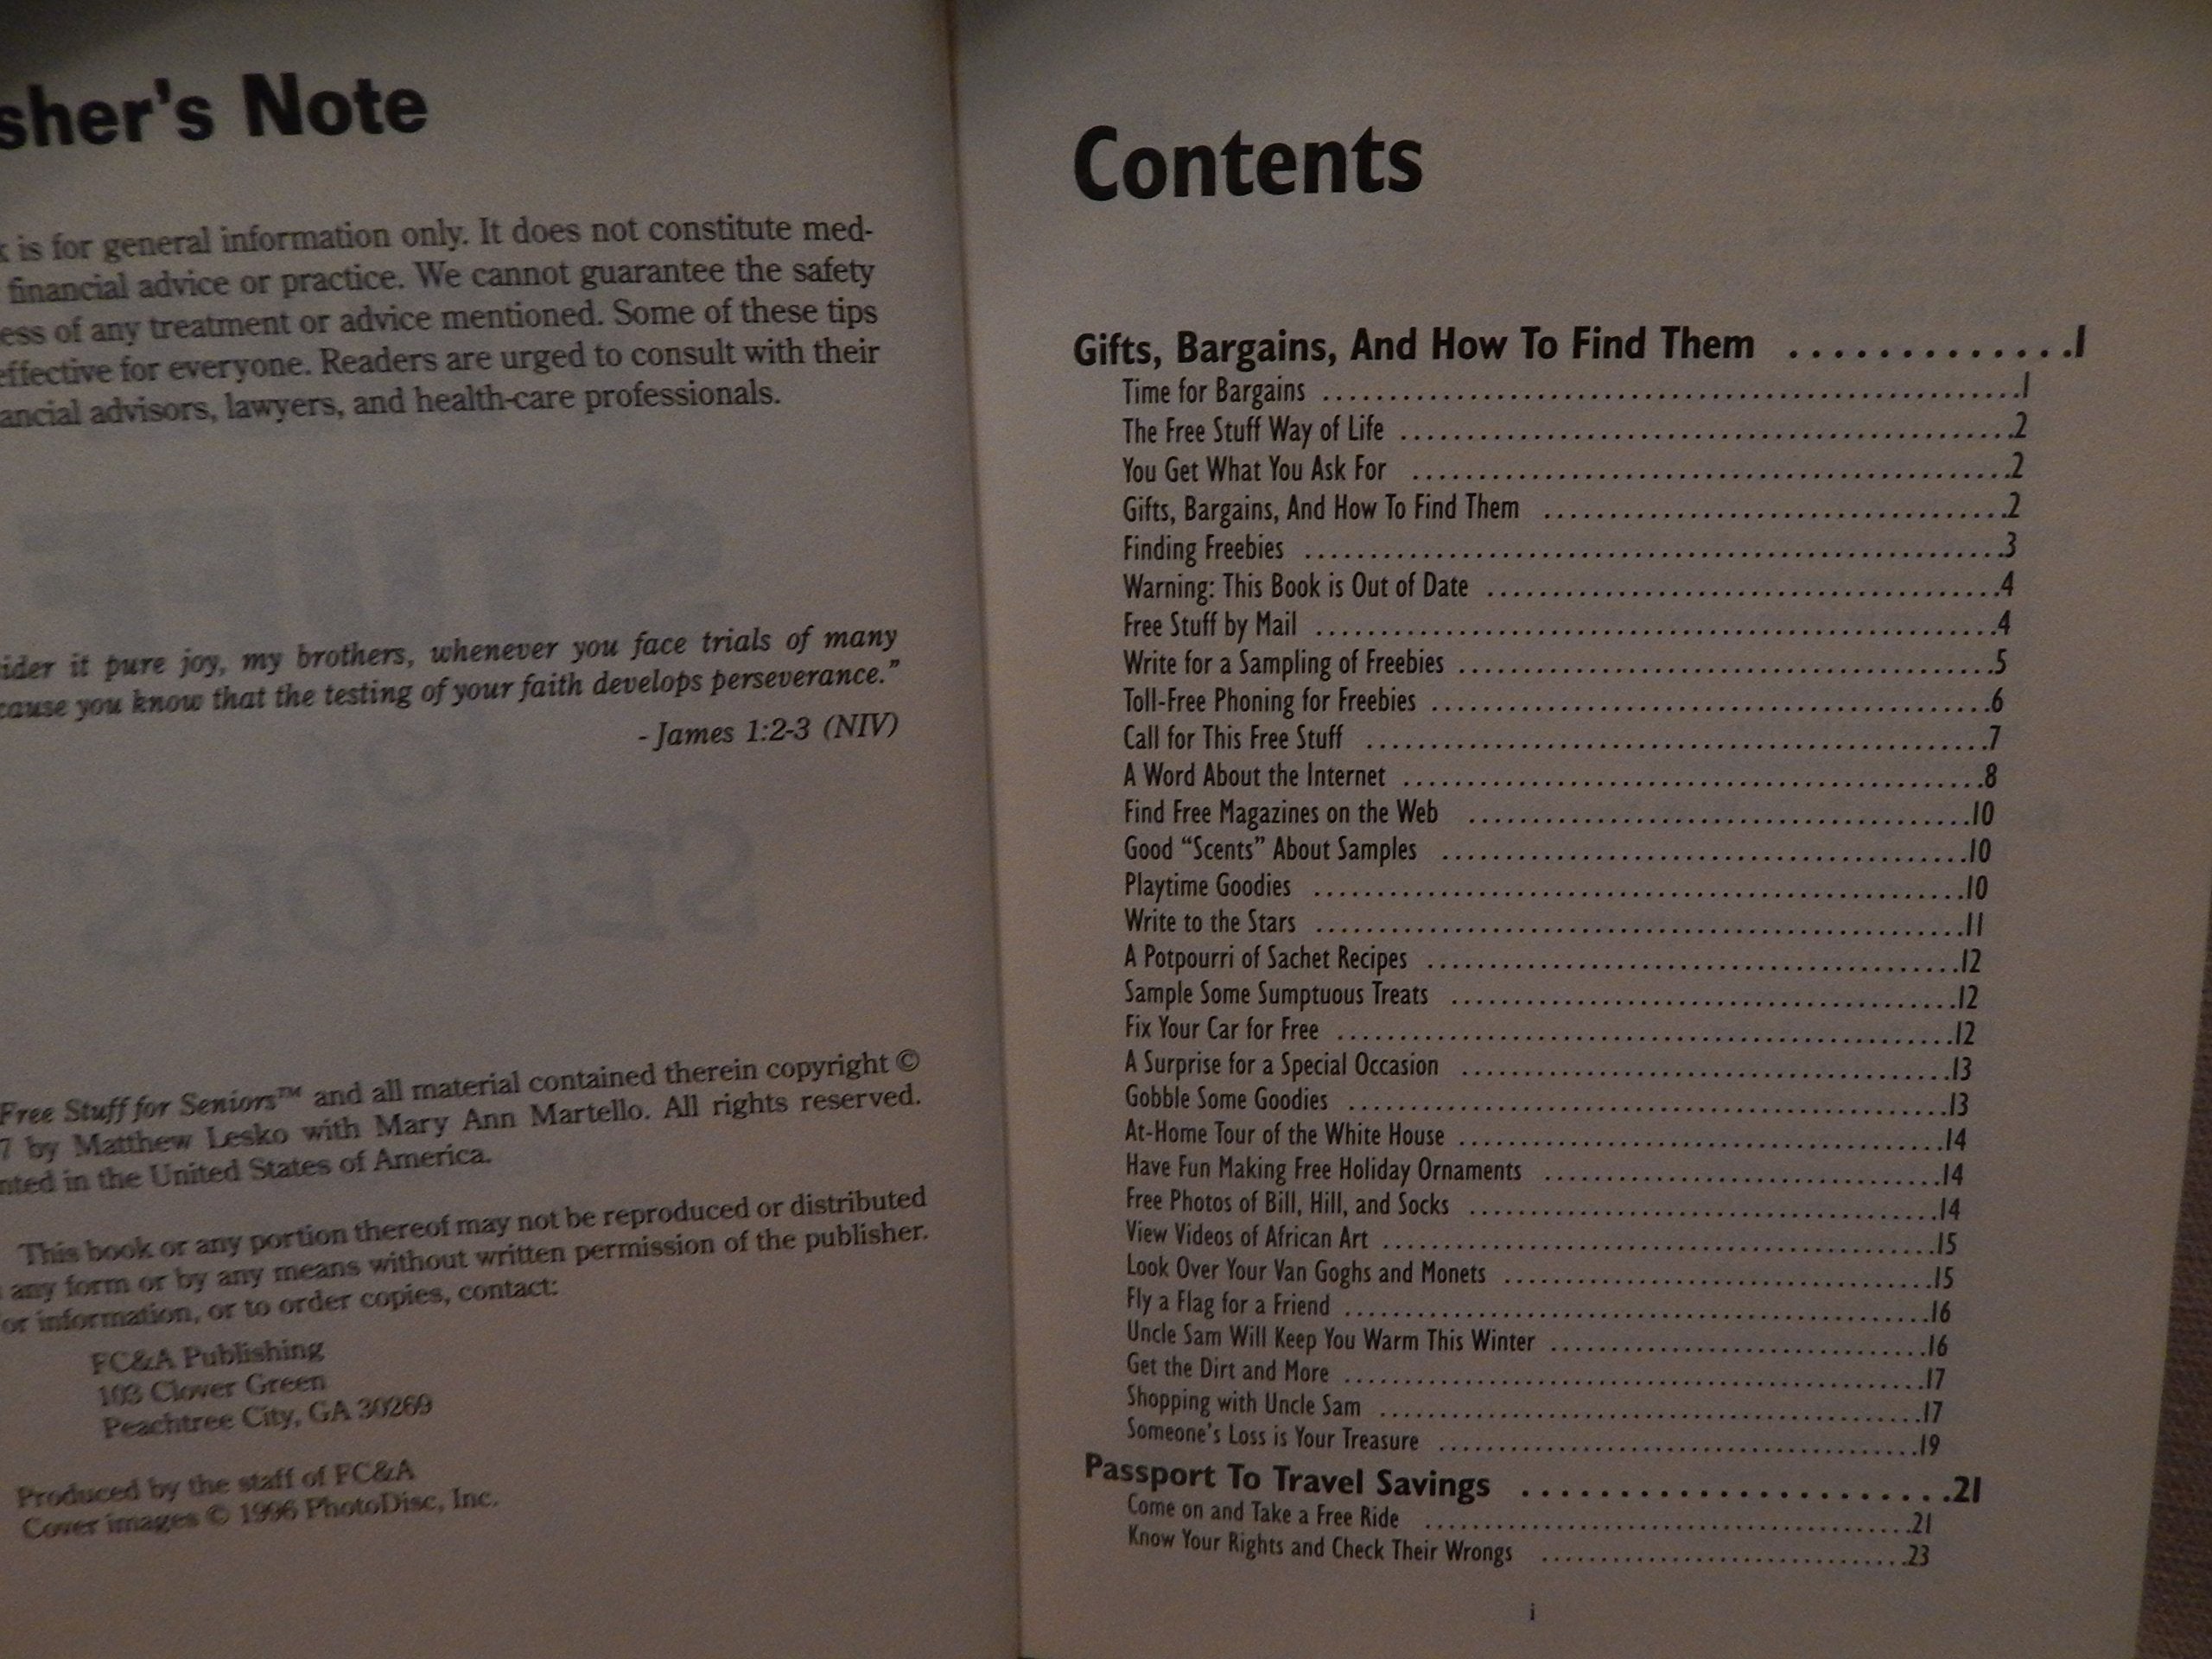 sher's Note
is for general information only. It does not constitute med-
financial advice or practice. We cannot guarantee the safety
ess of any treatment or advice mentioned. Some of these tips
effective for everyone. Readers are urged to consult with their
ancial advisors, lawyers, and health-care professionals.
ider it pure joy, my brothers, whenever you face trials of many
cause you know that the testing of your faith develops perseverance.”
- James 1:2-3 (NIV)
Free Stuff for Seniors™ and all material contained therein copyright ©
7 by Matthew Lesko with Mary Ann Martello. All rights reserved.
nted in the United States of America.
This book or any portion thereof may not be reproduced or distributed
any form or by any means without written permission of the publisher.
or information, or to order copies, contact:
FC&A Publishing
103 Clover Green
Peachtree City, GA 30269
Produced by the staff of FC&A
Cover images © 1996 PhotoDisc, Inc.
Contents
Gifts, Bargains, And How To Find Them .............1
Time for Bargains ......................................................1
The Free Stuff Way of Life ................................................2
You Get What You Ask For ...............................................2
Gifts, Bargains, And How To Find Them .....................................2
Finding Freebies .......................................................3
Warning: This Book is Out of Date ........................................4
Free Stuff by Mail ......................................................4
Write for a Sampling of Freebies ...........................................5
Toll-Free Phoning for Freebies ............................................6
Call for This Free Stuff .................................................7
A Word About the Internet ..............................................8
Find Free Magazines on the Web .......................................10
Good “Scents” About Samples .........................................10
Playtime Goodies ...................................................10
Write to the Stars ...................................................11
A Potpourri of Sachet Recipes ..........................................12
Sample Some Sumptuous Treats ........................................12
Fix Your Car for Free .................................................12
A Surprise for a Special Occasion .......................................13
Gobble Some Goodies ................................................13
At-Home Tour of the White House .......................................14
Have Fun Making Free Holiday Ornaments .................................14
Free Photos of Bill, Hill, and Socks .....................................14
View Videos of African Art ............................................15
Look Over Your Van Goghs and Monets ...................................15
Fly a Flag for a Friend ...............................................16
Uncle Sam Will Keep You Warm This Winter ..............................16
Get the Dirt and More ...............................................17
Shopping with Uncle Sam .............................................17
Someone's Loss is Your Treasure ........................................19
Passport To Travel Savings ........................21
Come on and Take a Free Ride .........................................21
Know Your Rights and Check Their Wrongs ..............................23
i